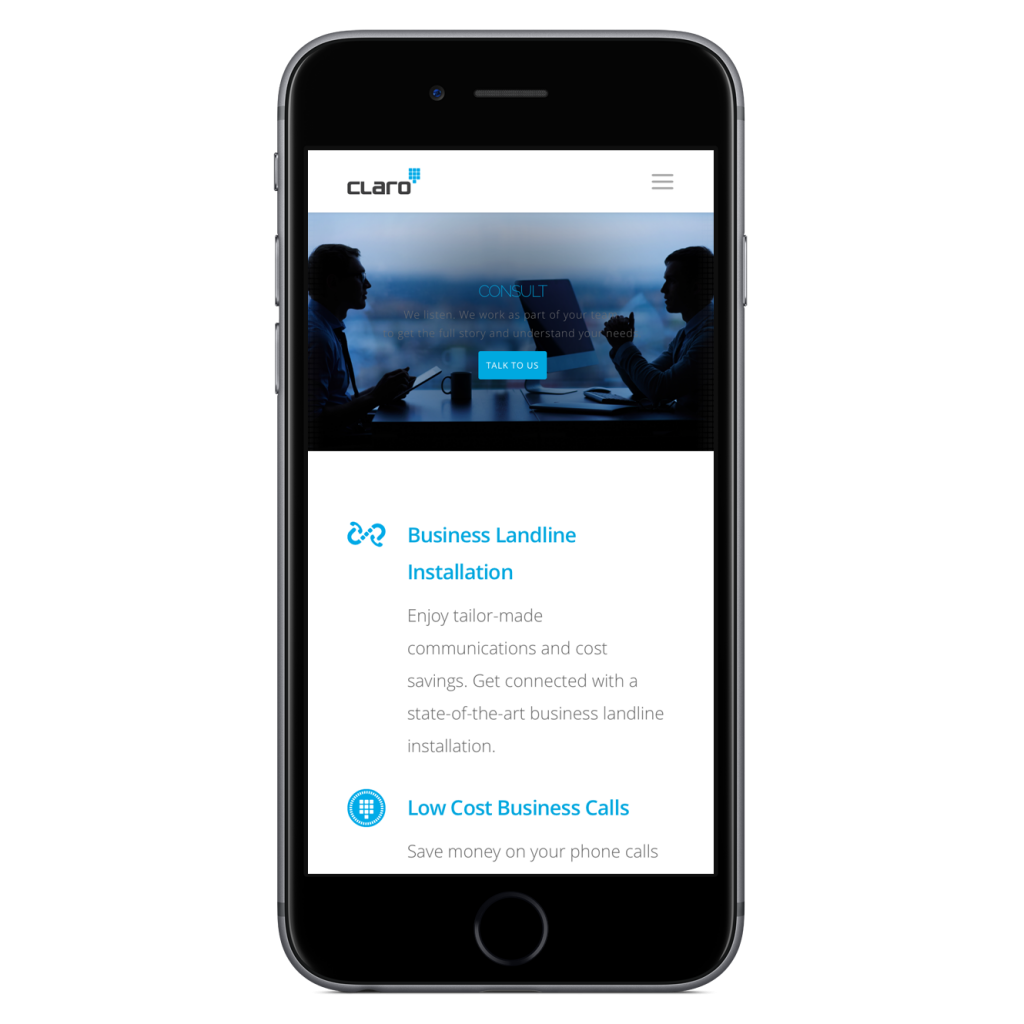 CLARO
CONSULT
We listen. We work as part of your team
to get the full story and understand your needs
TALK TO US
Business Landline
Installation
Enjoy tailor-made
communications and cost
savings. Get connected with a
state-of-the-art business landline
installation.
Low Cost Business Calls
Save money on your phone calls